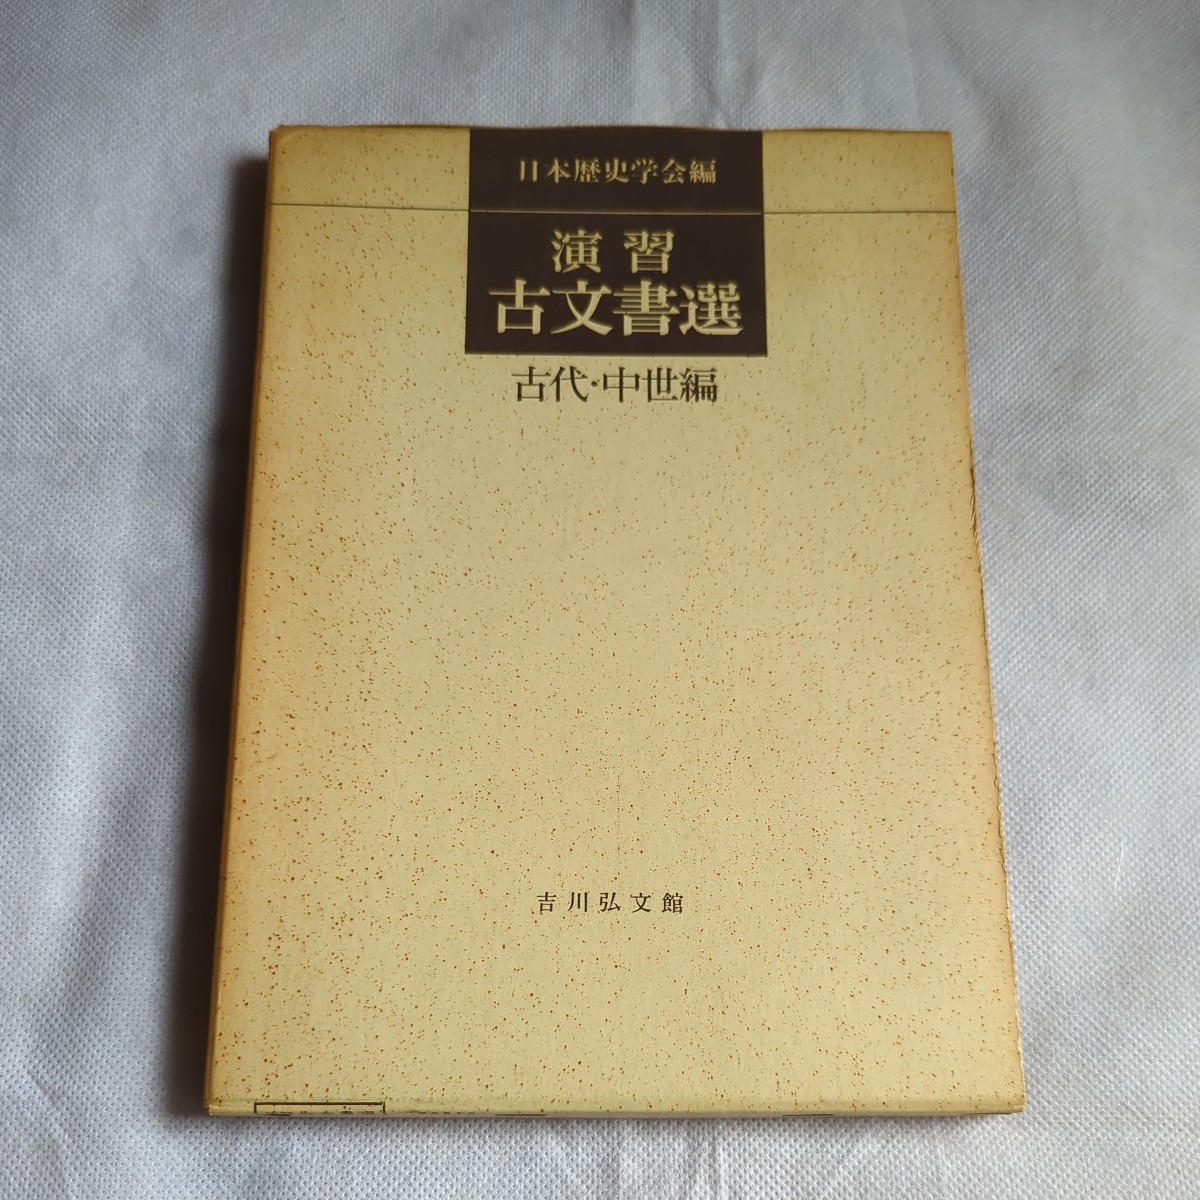 日本歴史学会編
演習
古文書選
古代・中世編
吉川弘文館